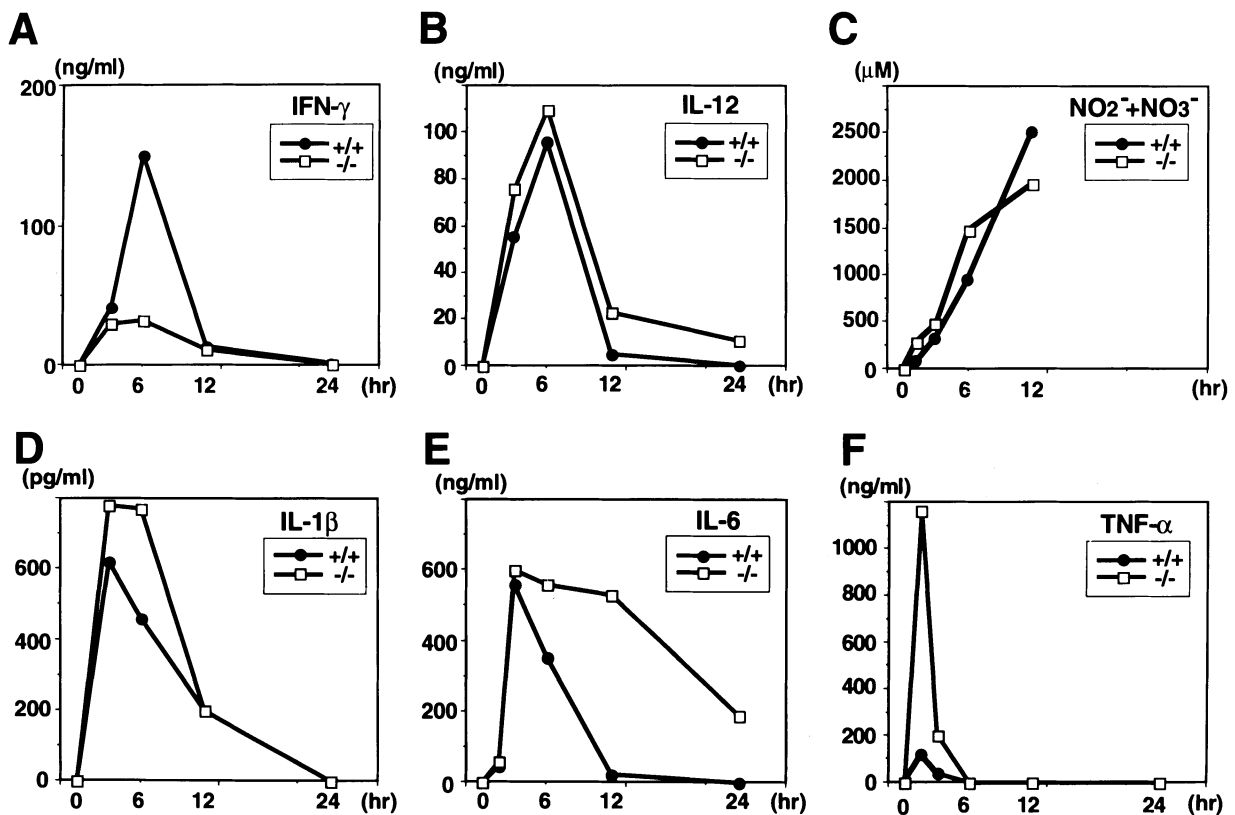 A
(ng/ml)
200
100
0
IFN-γ
+/+
-/-
0 6 12 24 (hr)
B
(ng/ml)
100
80
60
40
20
0
IL-12
+/+
-/-
0 6 12 24 (hr)
C
(μM)
2500
2000
1500
1000
500
0
NO2⁻+NO3⁻
+/+
-/-
0 6 12 (hr)
D
(pg/ml)
600
400
200
0
IL-1β
+/+
-/-
0 6 12 24 (hr)
E
(ng/ml)
600
400
200
0
IL-6
+/+
-/-
0 6 12 24 (hr)
F
(ng/ml)
1000
800
600
400
200
0
TNF-α
+/+
-/-
0 6 12 24 (hr)